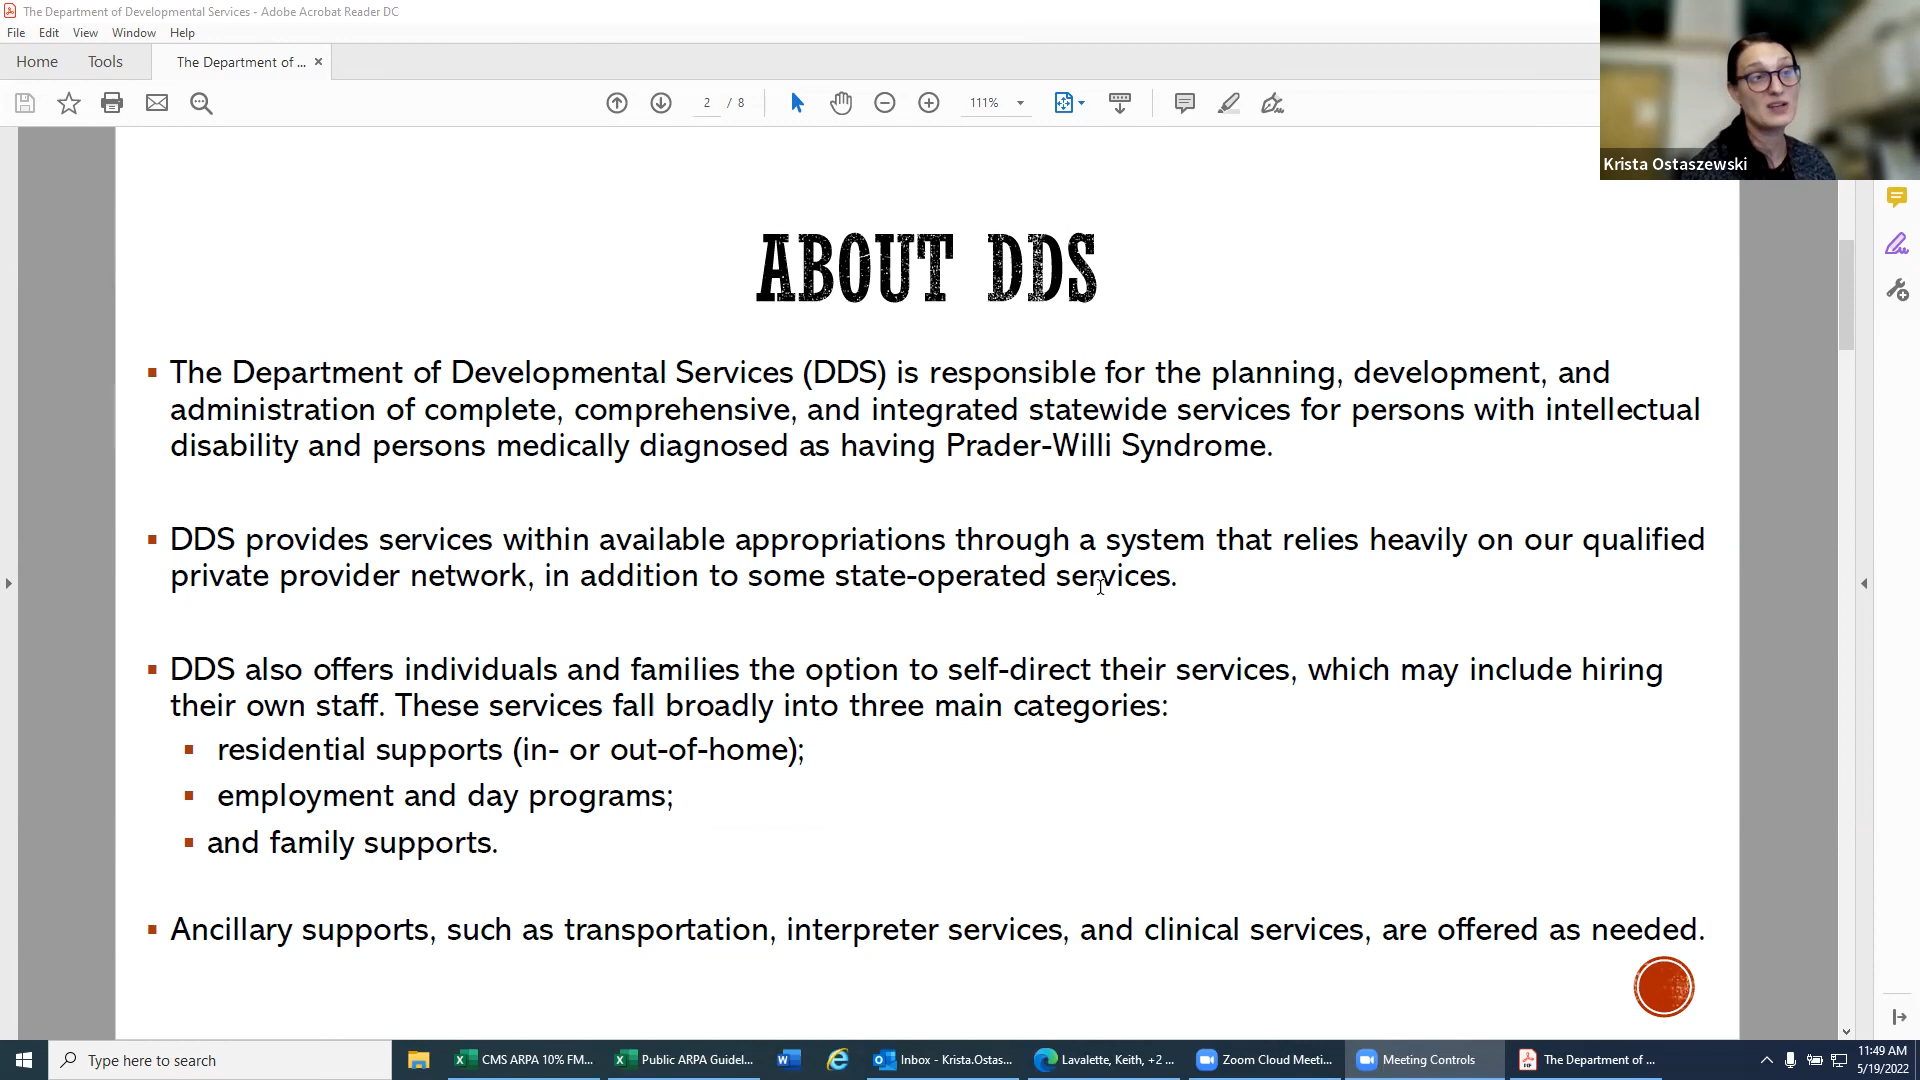 The Department of Developmental Services - Adobe Acrobat Reader DC
File Edit View Window Help
Home Tools The Department of ... ×
2 / 8 111%
Krista Ostaszewski
ABOUT DDS
▪ The Department of Developmental Services (DDS) is responsible for the planning, development, and
administration of complete, comprehensive, and integrated statewide services for persons with intellectual
disability and persons medically diagnosed as having Prader-Willi Syndrome.
▪ DDS provides services within available appropriations through a system that relies heavily on our qualified
private provider network, in addition to some state-operated services.
▪ DDS also offers individuals and families the option to self-direct their services, which may include hiring
their own staff. These services fall broadly into three main categories:
▪ residential supports (in- or out-of-home);
▪ employment and day programs;
▪ and family supports.
▪ Ancillary supports, such as transportation, interpreter services, and clinical services, are offered as needed.
Type here to search CMS ARPA 10% FM... Public ARPA Guidel... Inbox - Krista.Ostas... Lavalette, Keith, +2 ... Zoom Cloud Meeti... Meeting Controls The Department of ... 11:49 AM
5/19/2022